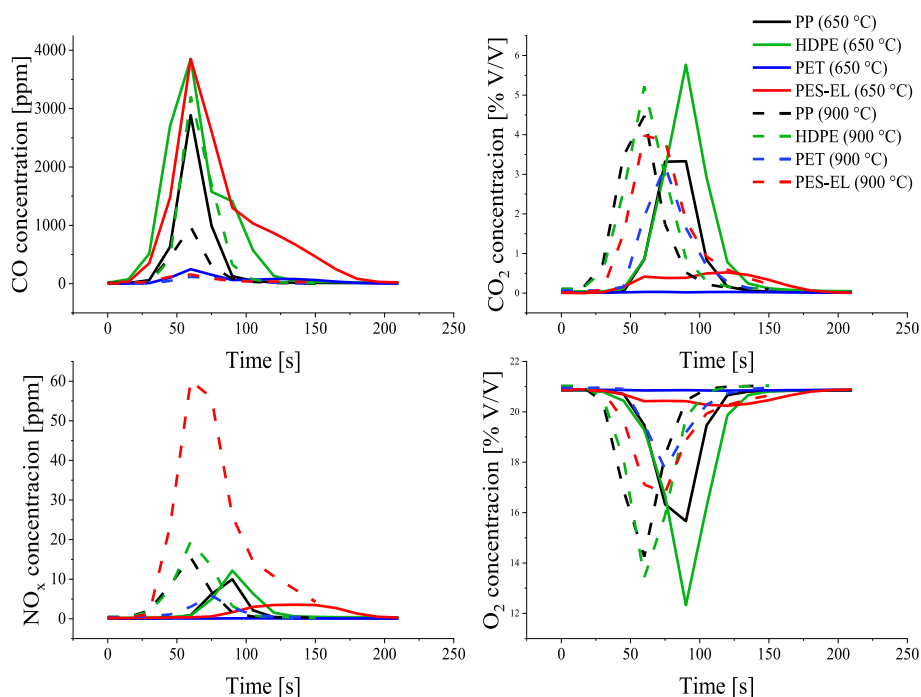 CO concentration [ppm]
4000
3000
2000
1000
0
0 50 100 150 200 250
Time [s]
CO2 concentracion [% V/V]
6
5
4
3
2
1
0
0 50 100 150 200 250
Time [s]
PP (650 °C)
HDPE (650 °C)
PET (650 °C)
PES-EL (650 °C)
PP (900 °C)
HDPE (900 °C)
PET (900 °C)
PES-EL (900 °C)
NOx concentracion [ppm]
60
50
40
30
20
10
0
0 50 100 150 200 250
Time [s]
O2 concentracion [% V/V]
22
20
18
16
14
12
0 50 100 150 200 250
Time [s]